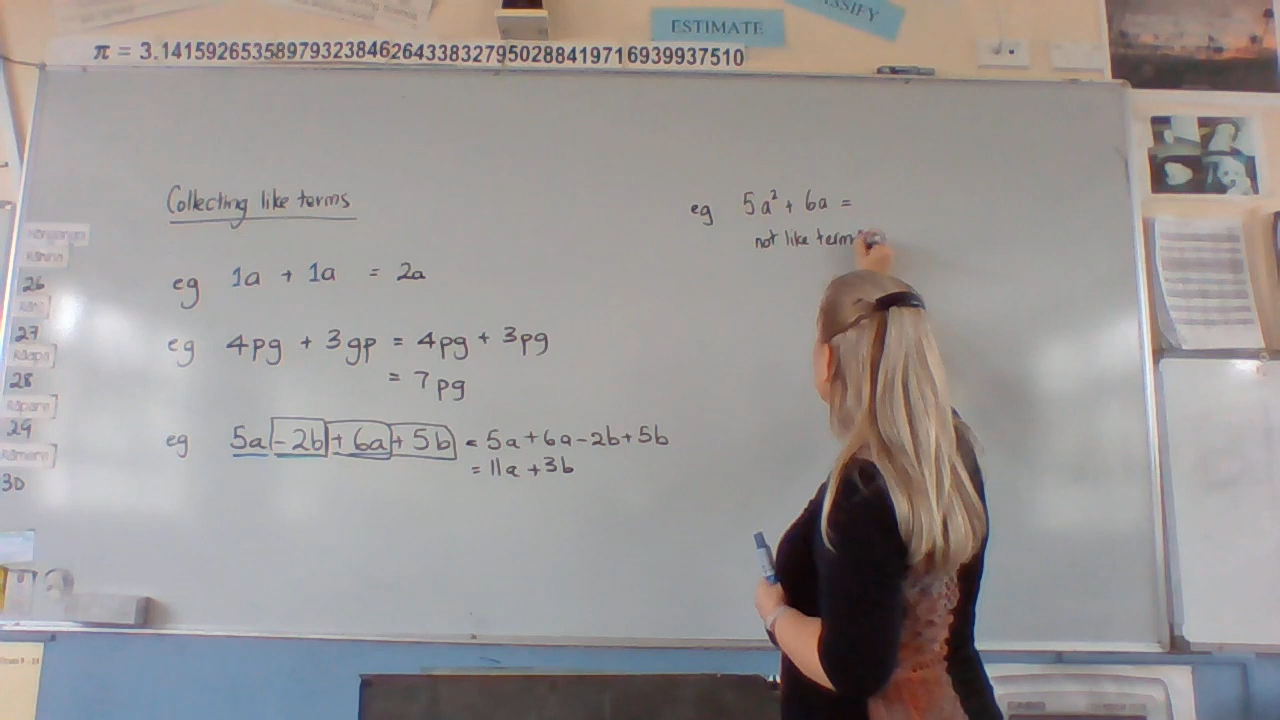 ESTIMATE
π = 3.14159265358979323846264338327950288419716939937510
Collecting like terms
eg 1a + 1a = 2a
eg 4pg + 3gp = 4pg + 3pg
= 7pg
eg 5a - 2b + 6a + 5b = 5a + 6a - 2b + 5b
= 11a + 3b
eg 5a² + 6a =
not like term
26
27
28
29
30